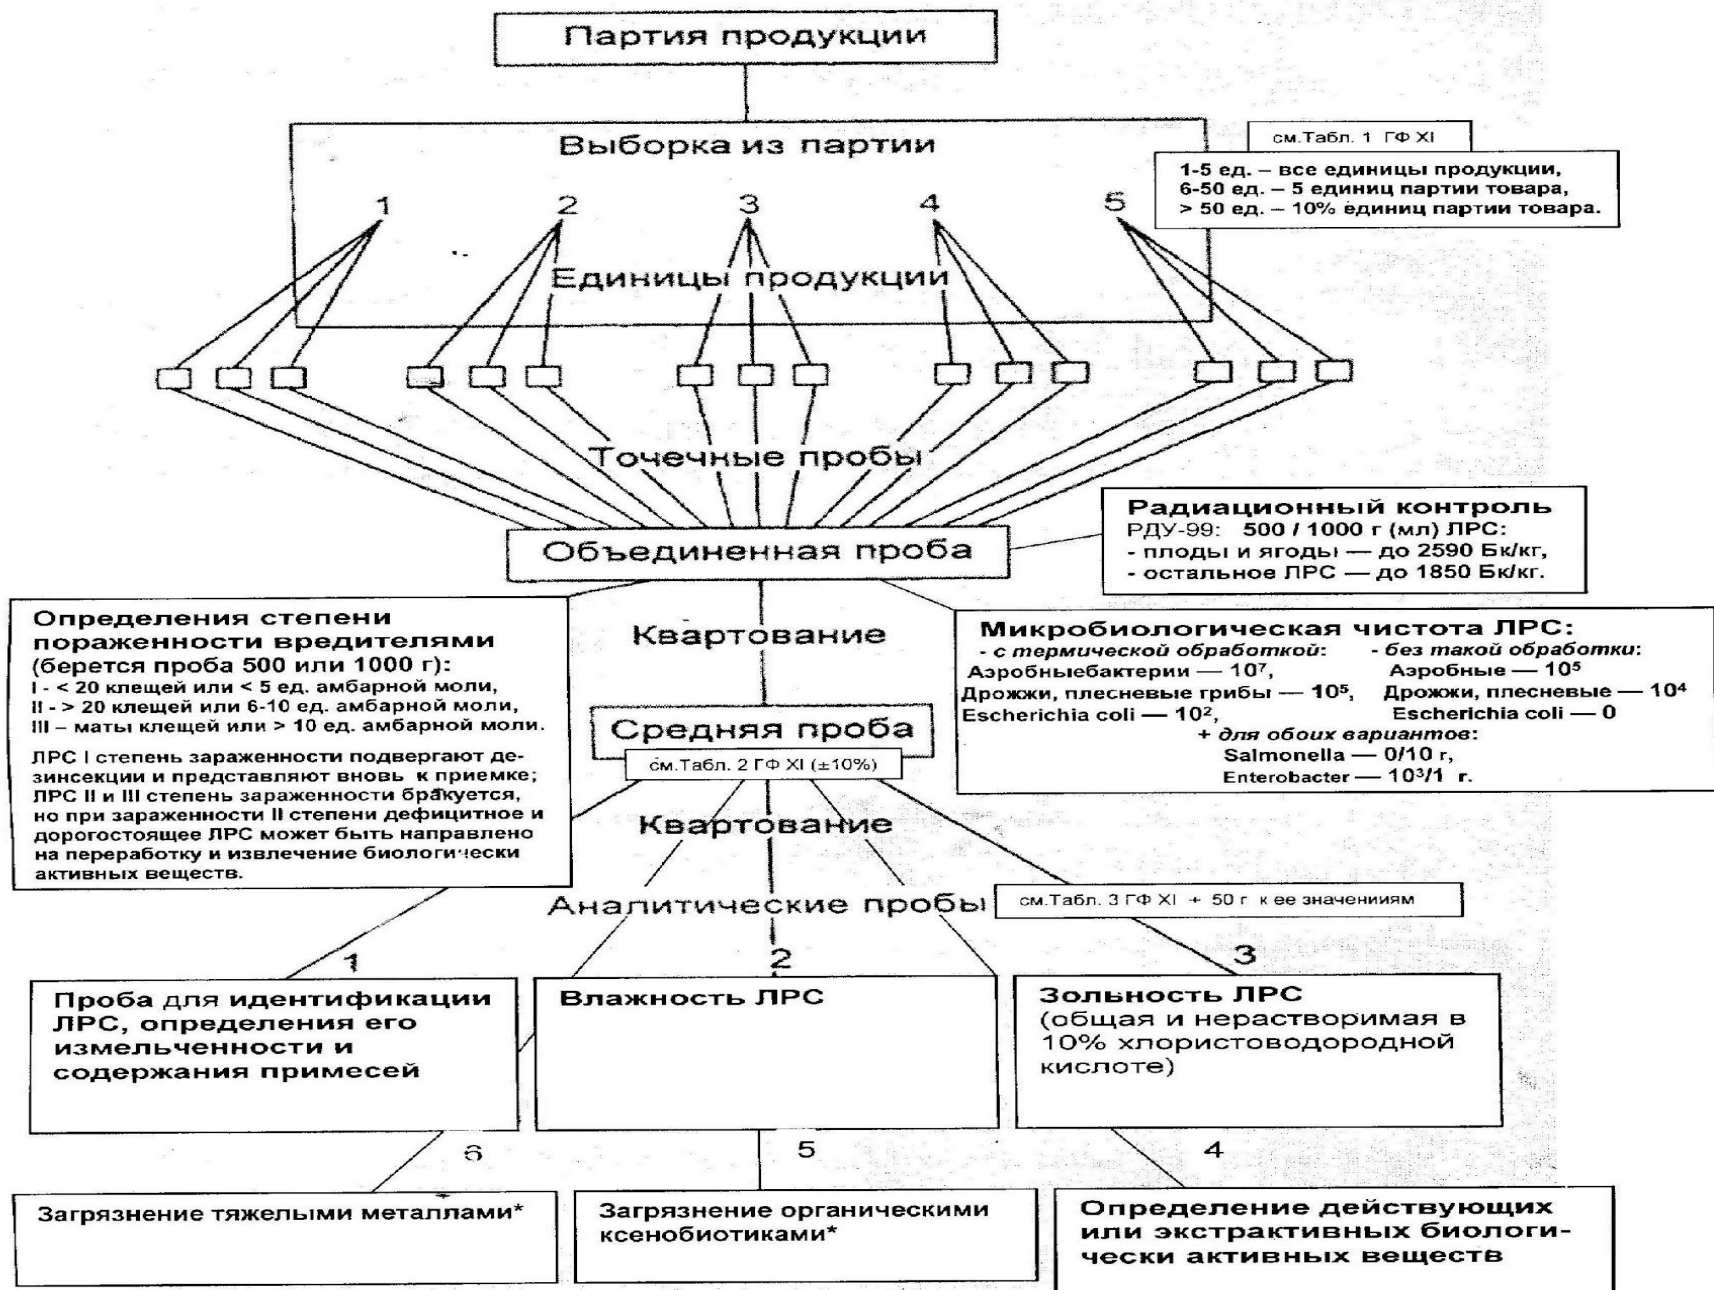 Партия продукции
Выборка из партии
см.Табл. 1 ГФ XI
1-5 ед. – все единицы продукции,
6-50 ед. – 5 единиц партии товара,
> 50 ед. – 10% единиц партии товара.
1 2 3 4 5
Единицы продукции
Точечные пробы
Объединенная проба
Радиационный контроль
РДУ-99: 500 / 1000 г (мл) ЛРС:
- плоды и ягоды — до 2590 Бк/кг,
- остальное ЛРС — до 1850 Бк/кг.
Определения степени
пораженности вредителями
(берется проба 500 или 1000 г):
I - < 20 клещей или < 5 ед. амбарной моли,
II - > 20 клещей или 6-10 ед. амбарной моли,
III – маты клещей или > 10 ед. амбарной моли.
ЛРС I степень зараженности подвергают де-
зинсекции и представляют вновь к приемке;
ЛРС II и III степень зараженности бракуется,
но при зараженности II степени дефицитное и
дорогостоящее ЛРС может быть направлено
на переработку и извлечение биологически
активных веществ.
Квартование
Микробиологическая чистота ЛРС:
- с термической обработкой: - без такой обработки:
Аэробныебактерии — 10⁷, Аэробные — 10⁵
Дрожжи, плесневые грибы — 10⁵, Дрожжи, плесневые — 10⁴
Escherichia coli — 10², Escherichia coli — 0
+ для обоих вариантов:
Salmonella — 0/10 г,
Enterobacter — 10³/1 г.
Средняя проба
см.Табл. 2 ГФ XI (±10%)
Квартование
Аналитические пробы
см.Табл. 3 ГФ XI + 50 г к ее значенииям
1 2 3
Проба для идентификации
ЛРС, определения его
измельченности и
содержания примесей
Влажность ЛРС
Зольность ЛРС
(общая и нерастворимая в
10% хлористоводородной
кислоте)
6 5 4
Загрязнение тяжелыми металлами*
Загрязнение органическими
ксенобиотиками*
Определение действующих
или экстрактивных биологи-
чески активных веществ